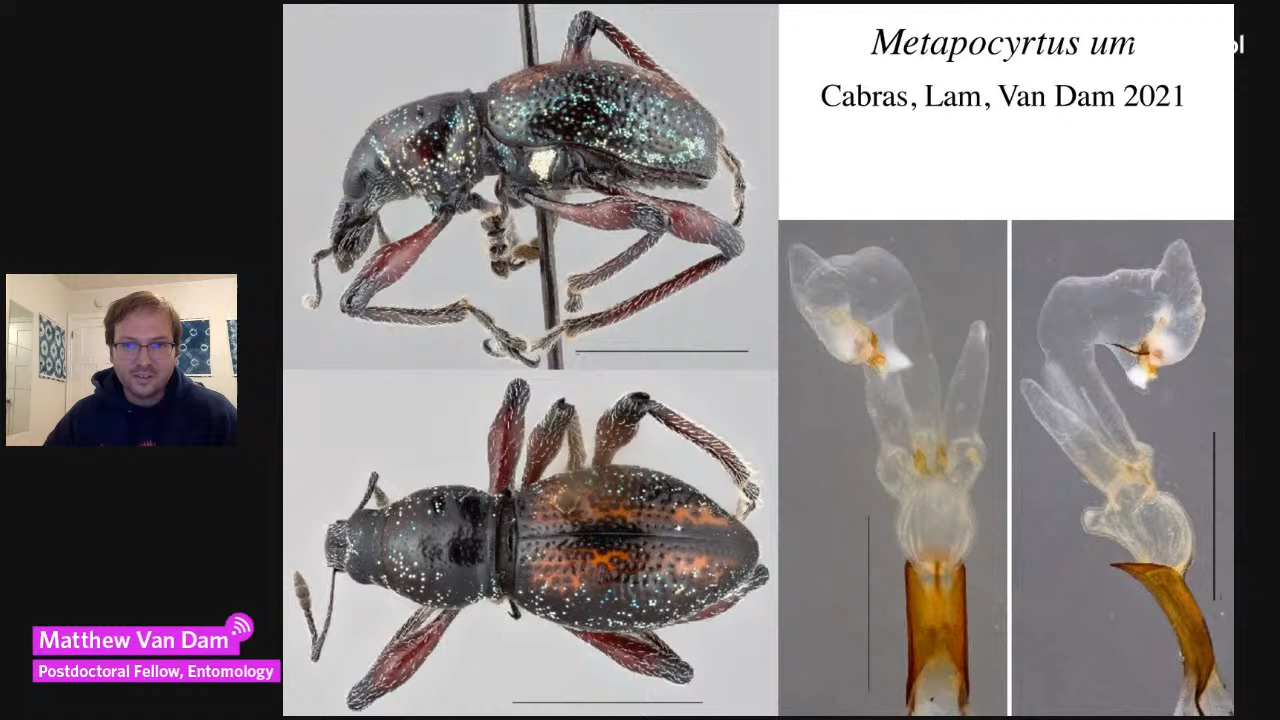 Metapocyrtus um
Cabras, Lam, Van Dam 2021
Matthew Van Dam
Postdoctoral Fellow, Entomology